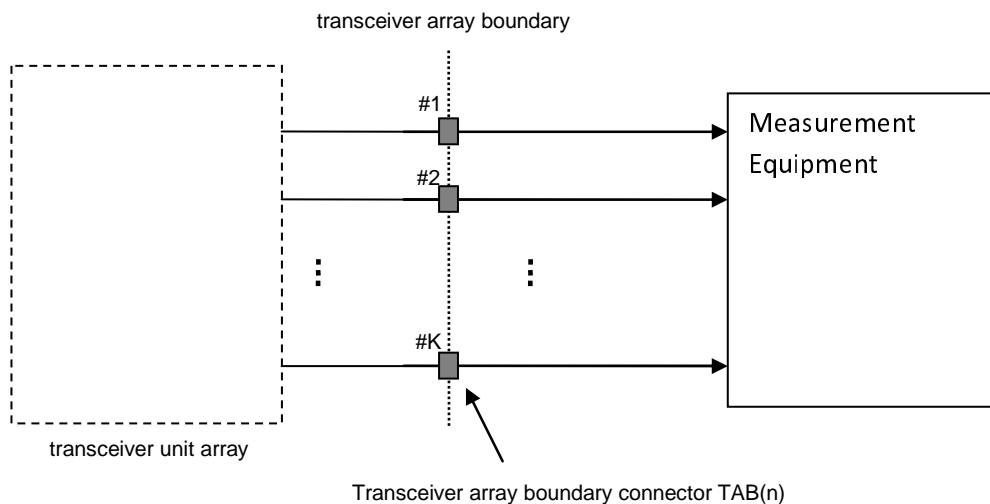 transceiver array boundary
#1
Measurement
Equipment
#2
#K
transceiver unit array
Transceiver array boundary connector TAB(n)